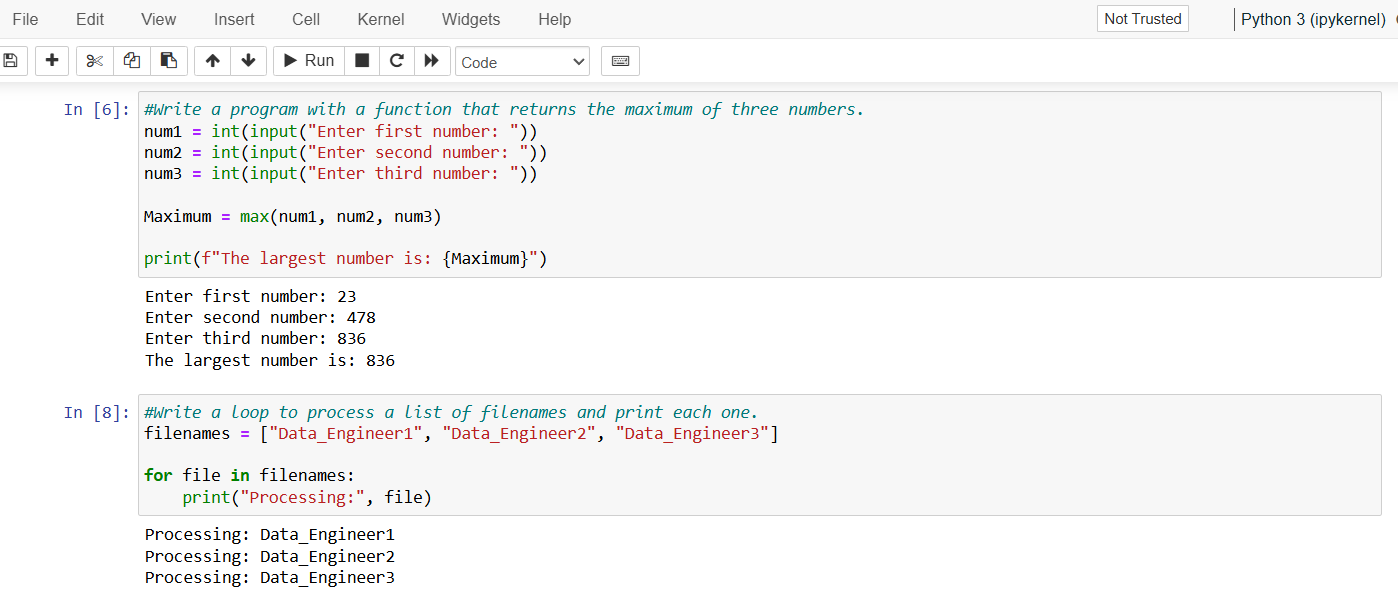 File Edit View Insert Cell Kernel Widgets Help Not Trusted Python 3 (ipykernel)
Run Code
In [6]: #Write a program with a function that returns the maximum of three numbers.
num1 = int(input("Enter first number: "))
num2 = int(input("Enter second number: "))
num3 = int(input("Enter third number: "))
Maximum = max(num1, num2, num3)
print(f"The largest number is: {Maximum}")
Enter first number: 23
Enter second number: 478
Enter third number: 836
The largest number is: 836
In [8]: #Write a loop to process a list of filenames and print each one.
filenames = ["Data_Engineer1", "Data_Engineer2", "Data_Engineer3"]
for file in filenames:
    print("Processing:", file)
Processing: Data_Engineer1
Processing: Data_Engineer2
Processing: Data_Engineer3